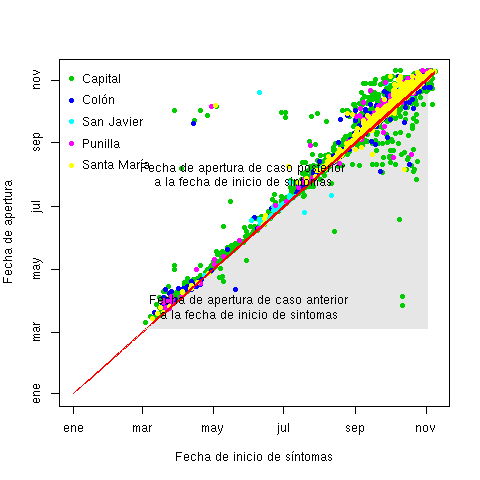 Capital
Colón
San Javier
Punilla
Santa María
Fecha de apertura de caso posterior
a la fecha de inicio de sintomas
Fecha de apertura de caso anterior
a la fecha de inicio de sintomas
nov
sep
jul
may
mar
ene
Fecha de apertura
ene mar may jul sep nov
Fecha de inicio de síntomas